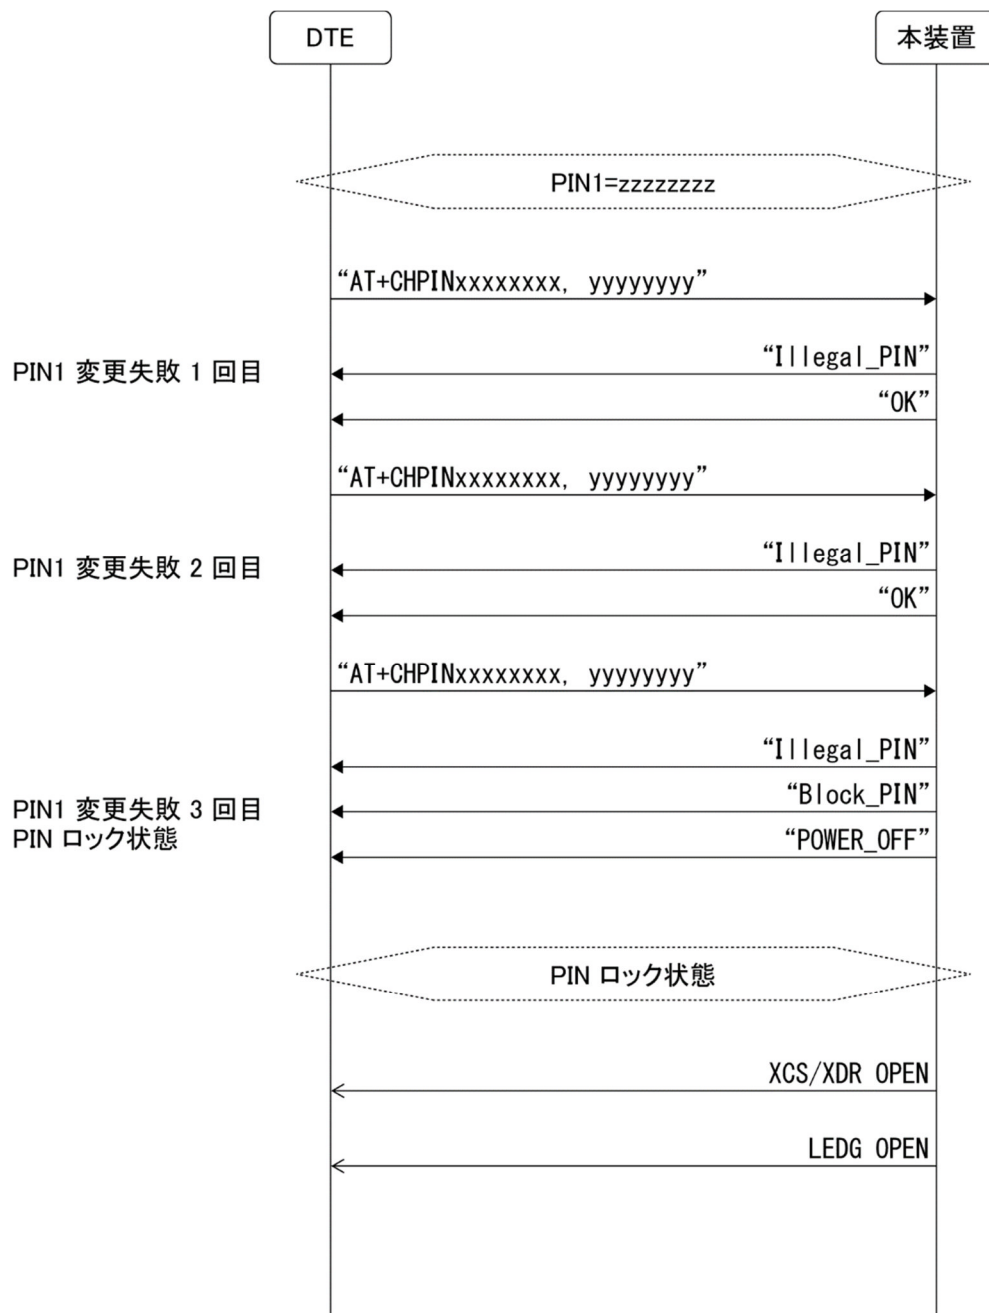 DTE
本装置
PIN1=zzzzzzzz
“AT+CHPINxxxxxxxx, yyyyyyyy”
“Illegal_PIN”
PIN1 変更失敗 1 回目
“OK”
“AT+CHPINxxxxxxxx, yyyyyyyy”
“Illegal_PIN”
PIN1 変更失敗 2 回目
“OK”
“AT+CHPINxxxxxxxx, yyyyyyyy”
“Illegal_PIN”
“Block_PIN”
PIN1 変更失敗 3 回目
PIN ロック状態
“POWER_OFF”
PIN ロック状態
XCS/XDR OPEN
LEDG OPEN